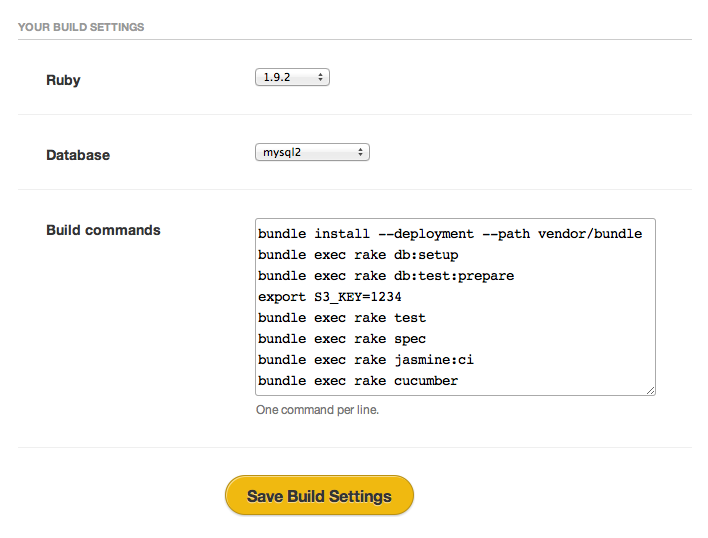 YOUR BUILD SETTINGS
Ruby
1.9.2
Database
mysql2
Build commands
bundle install --deployment --path vendor/bundle
bundle exec rake db:setup
bundle exec rake db:test:prepare
export S3_KEY=1234
bundle exec rake test
bundle exec rake spec
bundle exec rake jasmine:ci
bundle exec rake cucumber
One command per line.
Save Build Settings